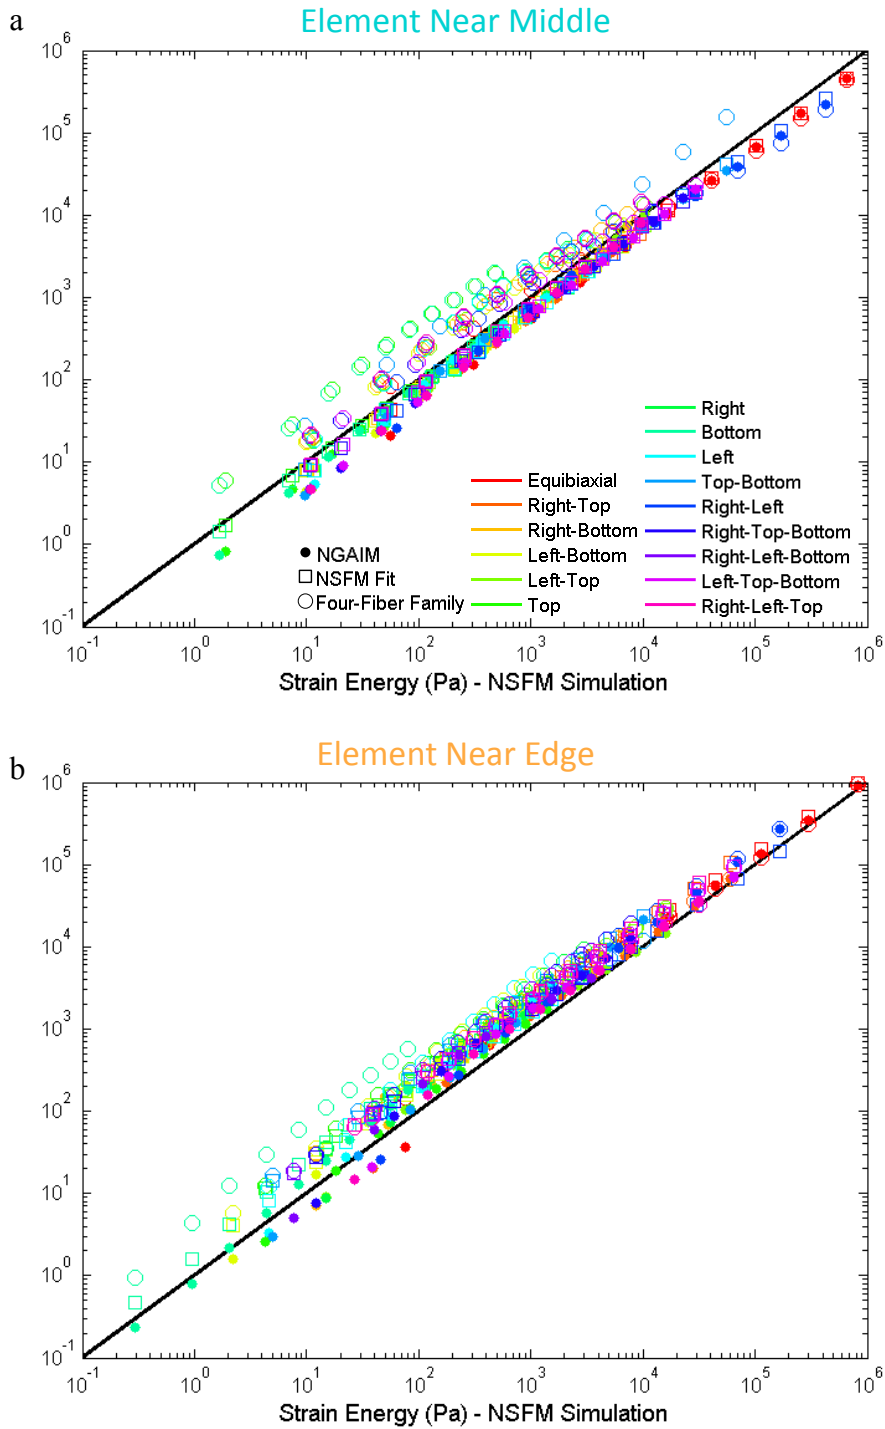 a
Element Near Middle
10^6
10^5
10^4
10^3
10^2
10^1
10^0
10^-1
Right
Bottom
Left
Top-Bottom
Right-Left
Right-Top-Bottom
Right-Left-Bottom
Left-Top-Bottom
Right-Left-Top
Equibiaxial
Right-Top
Right-Bottom
Left-Bottom
Left-Top
Top
NGAIM
NSFM Fit
Four-Fiber Family
10^-1 10^0 10^1 10^2 10^3 10^4 10^5 10^6
Strain Energy (Pa) - NSFM Simulation
b
Element Near Edge
10^6
10^5
10^4
10^3
10^2
10^1
10^0
10^-1
10^-1 10^0 10^1 10^2 10^3 10^4 10^5 10^6
Strain Energy (Pa) - NSFM Simulation